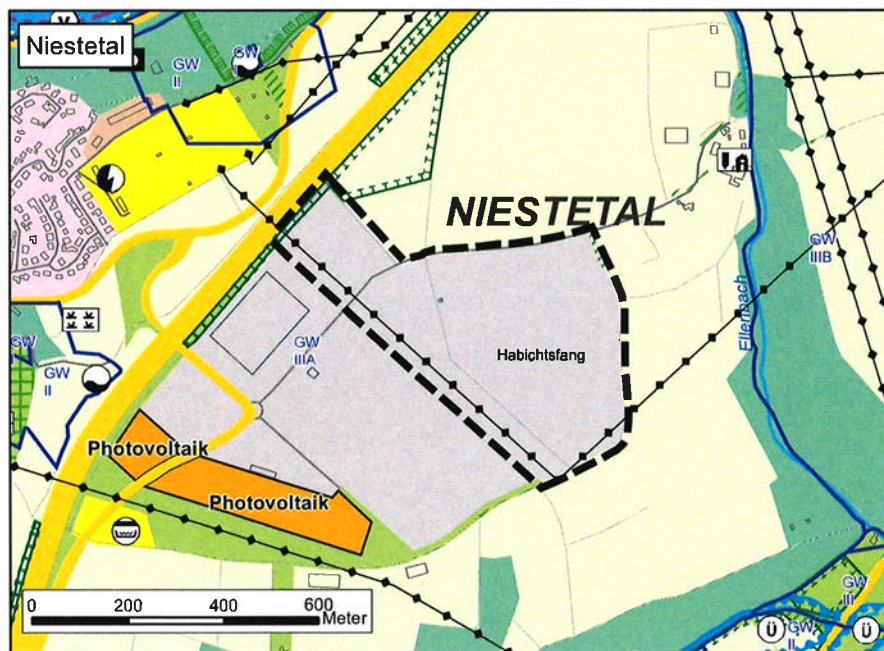 Niestetal
GW
II
NIESTETAL
GW
IIIB
Ellenbach
GW
IIIA
Habichtsfang
GW
II
Photovoltaik
Photovoltaik
0 200 400 600
Meter
GW
III
Ü
Ü
GW
II